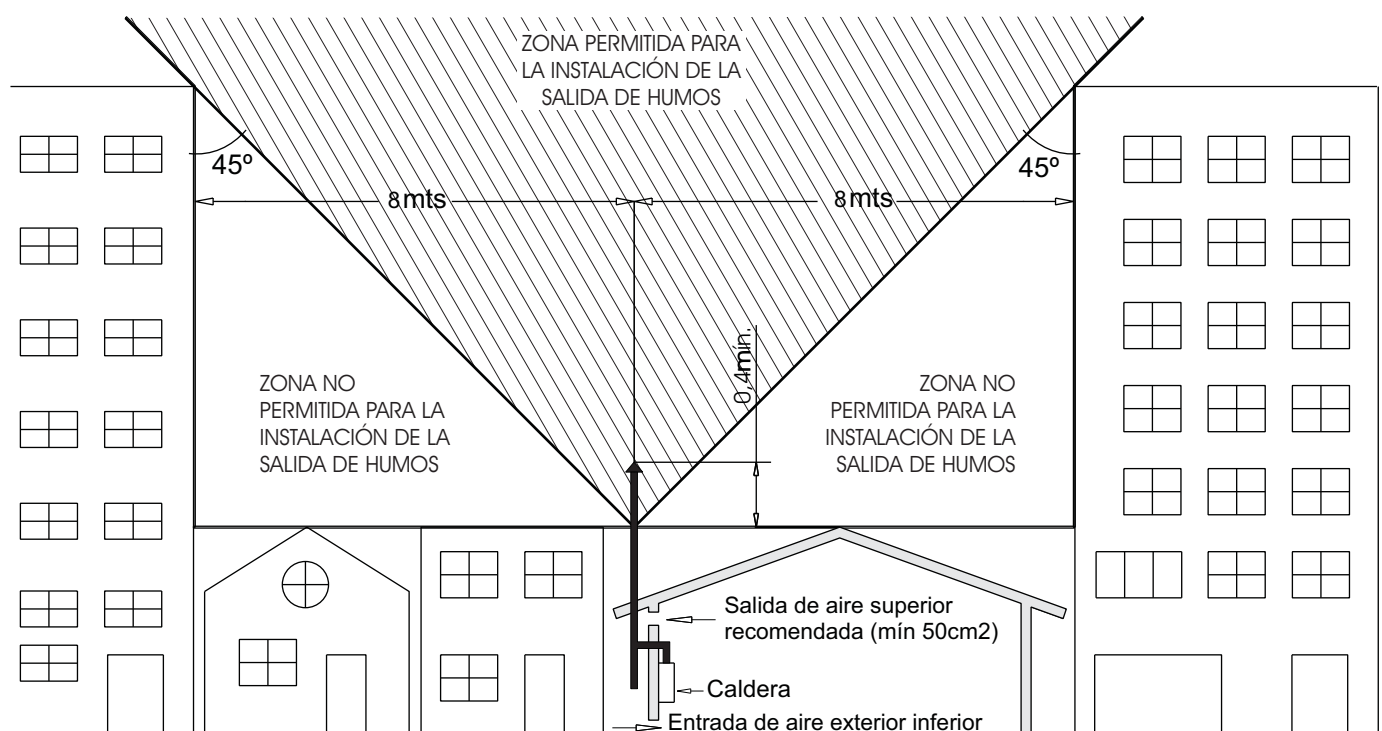 ZONA PERMITIDA PARA
LA INSTALACIÓN DE LA
SALIDA DE HUMOS
45º
45º
8mts
8mts
0,4mín.
ZONA NO
PERMITIDA PARA LA
INSTALACIÓN DE LA
SALIDA DE HUMOS
ZONA NO
PERMITIDA PARA LA
INSTALACIÓN DE LA
SALIDA DE HUMOS
Salida de aire superior
recomendada (mín 50cm2)
Caldera
Entrada de aire exterior inferior